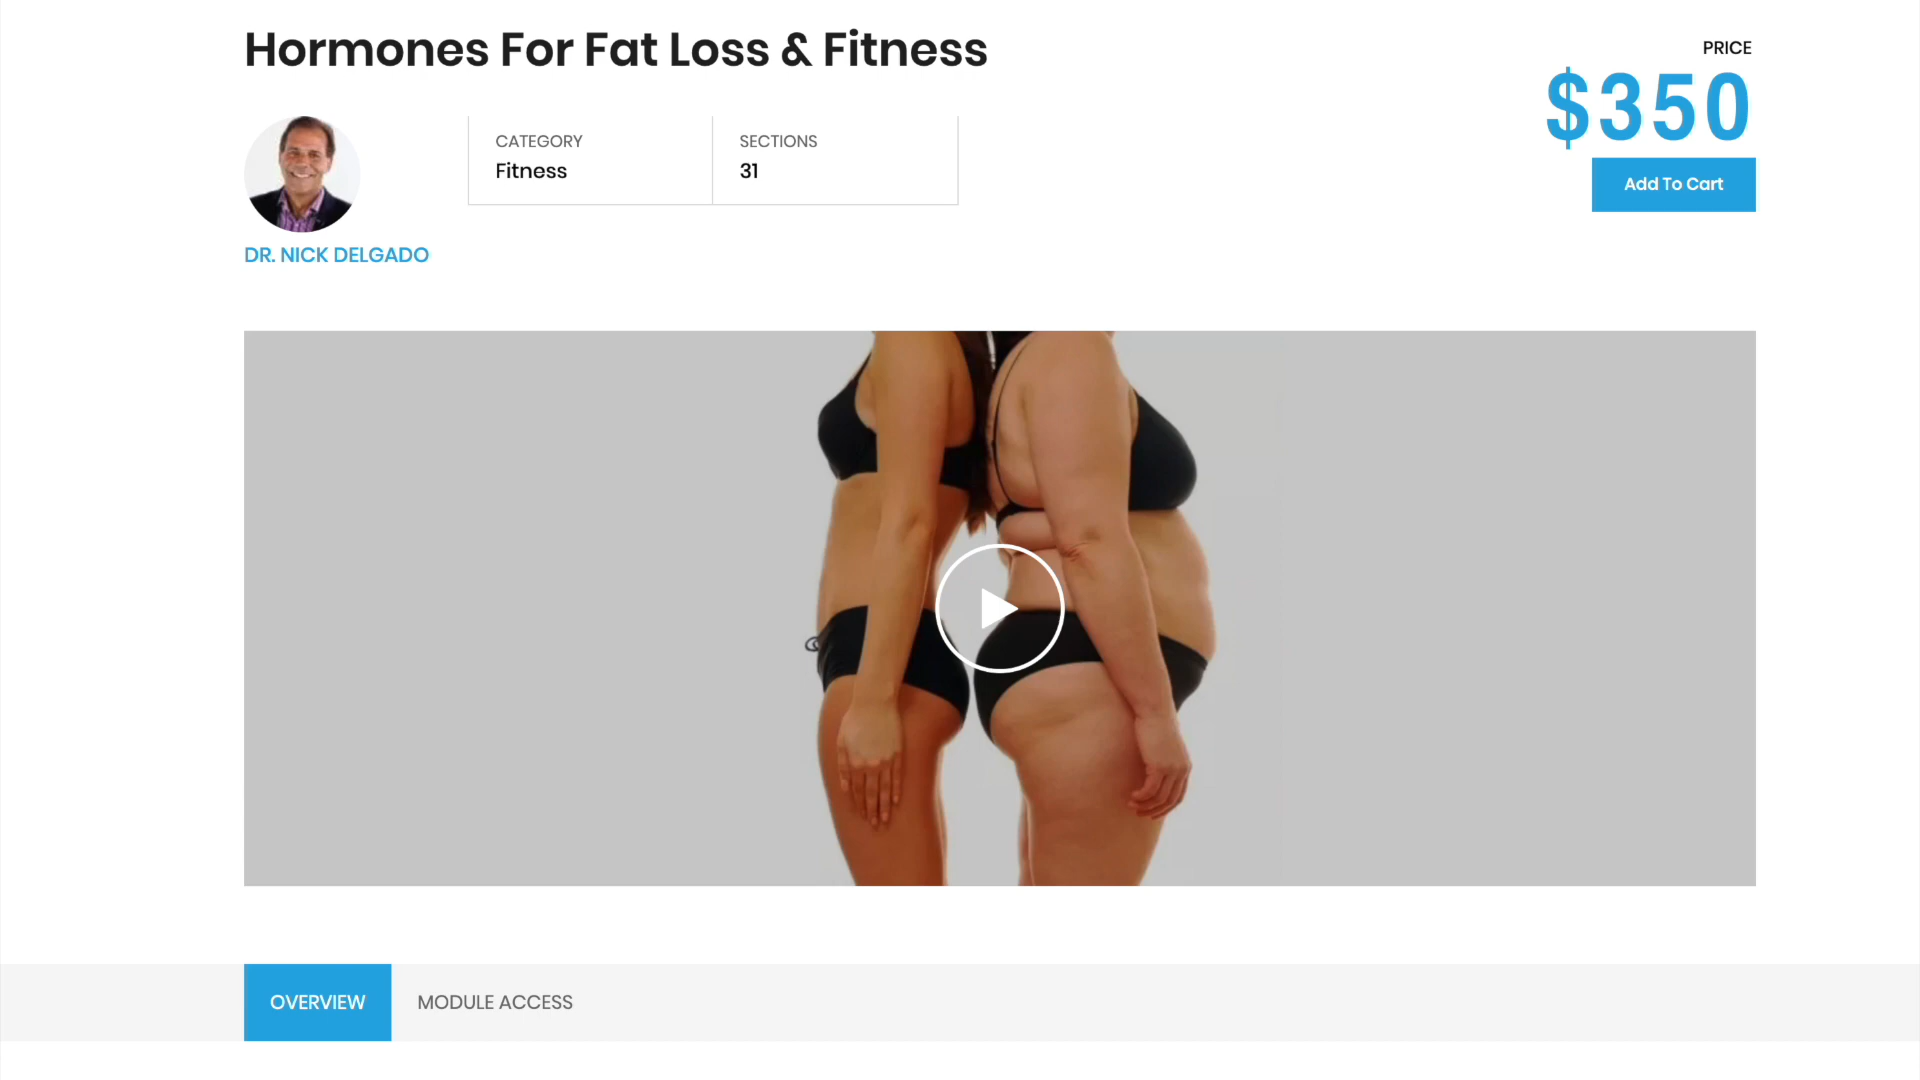 Hormones For Fat Loss & Fitness
PRICE
$350
Add To Cart
CATEGORY
Fitness
SECTIONS
31
DR. NICK DELGADO
OVERVIEW
MODULE ACCESS